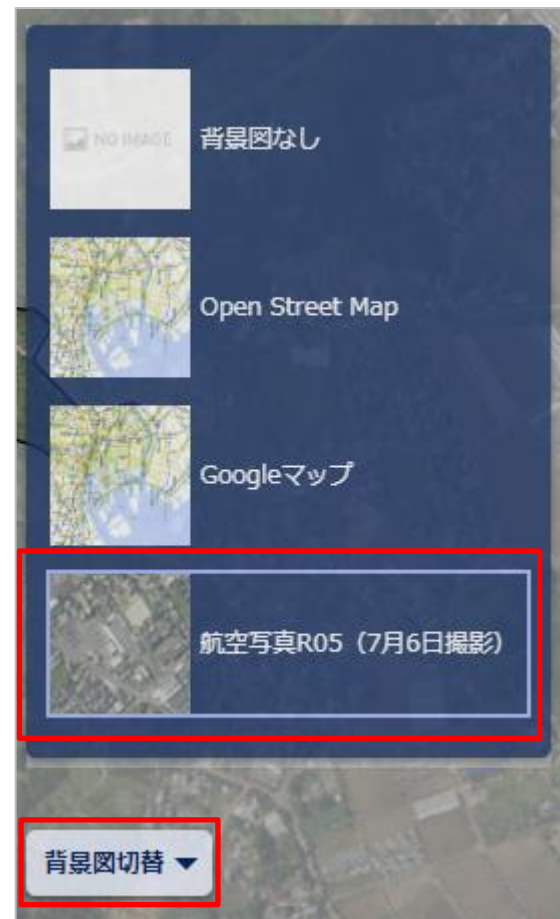 NO IMAGE
背景図なし
Open Street Map
Googleマップ
航空写真R05（7月6日撮影）
背景図切替